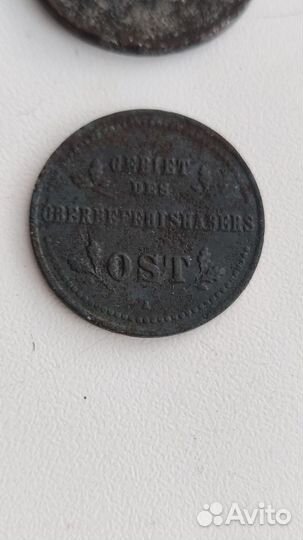 GEBIET
DES
OBERBEFEHLSHABERS
OST
A
Avito